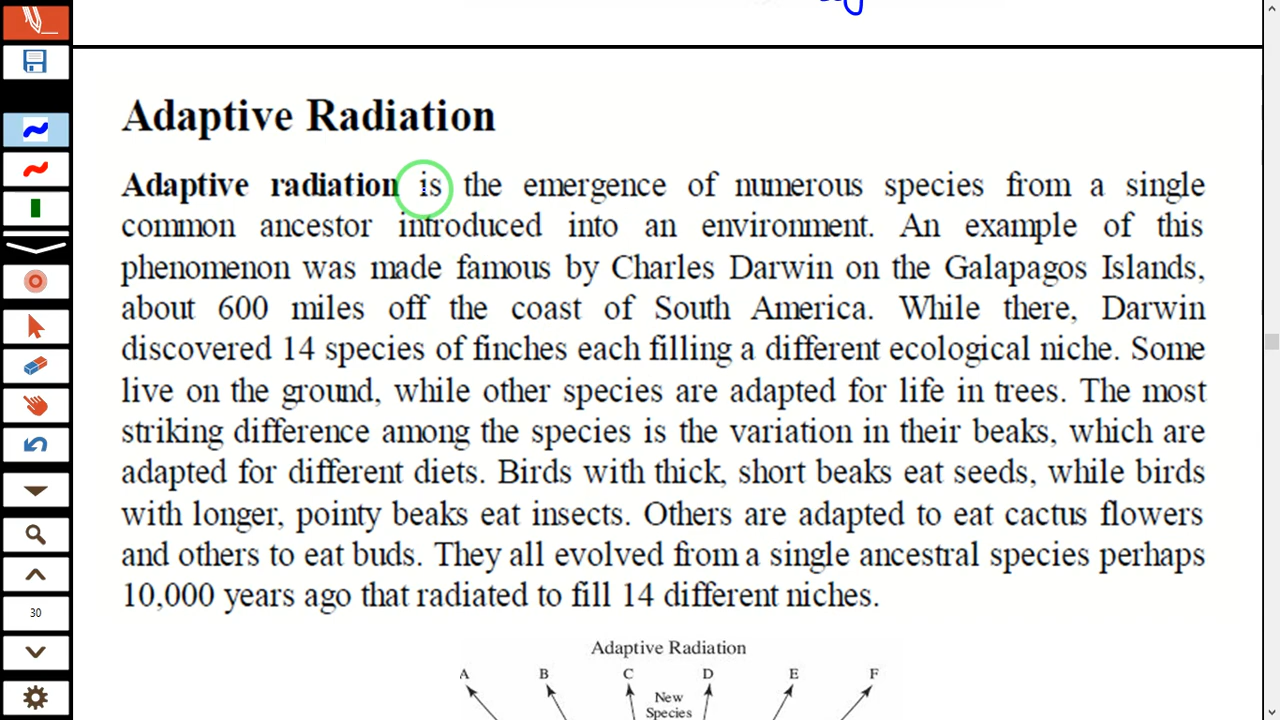 Adaptive Radiation
Adaptive radiation is the emergence of numerous species from a single
common ancestor introduced into an environment. An example of this
phenomenon was made famous by Charles Darwin on the Galapagos Islands,
about 600 miles off the coast of South America. While there, Darwin
discovered 14 species of finches each filling a different ecological niche. Some
live on the ground, while other species are adapted for life in trees. The most
striking difference among the species is the variation in their beaks, which are
adapted for different diets. Birds with thick, short beaks eat seeds, while birds
with longer, pointy beaks eat insects. Others are adapted to eat cactus flowers
and others to eat buds. They all evolved from a single ancestral species perhaps
10,000 years ago that radiated to fill 14 different niches.
30
Adaptive Radiation
A B C D E F
New
Species